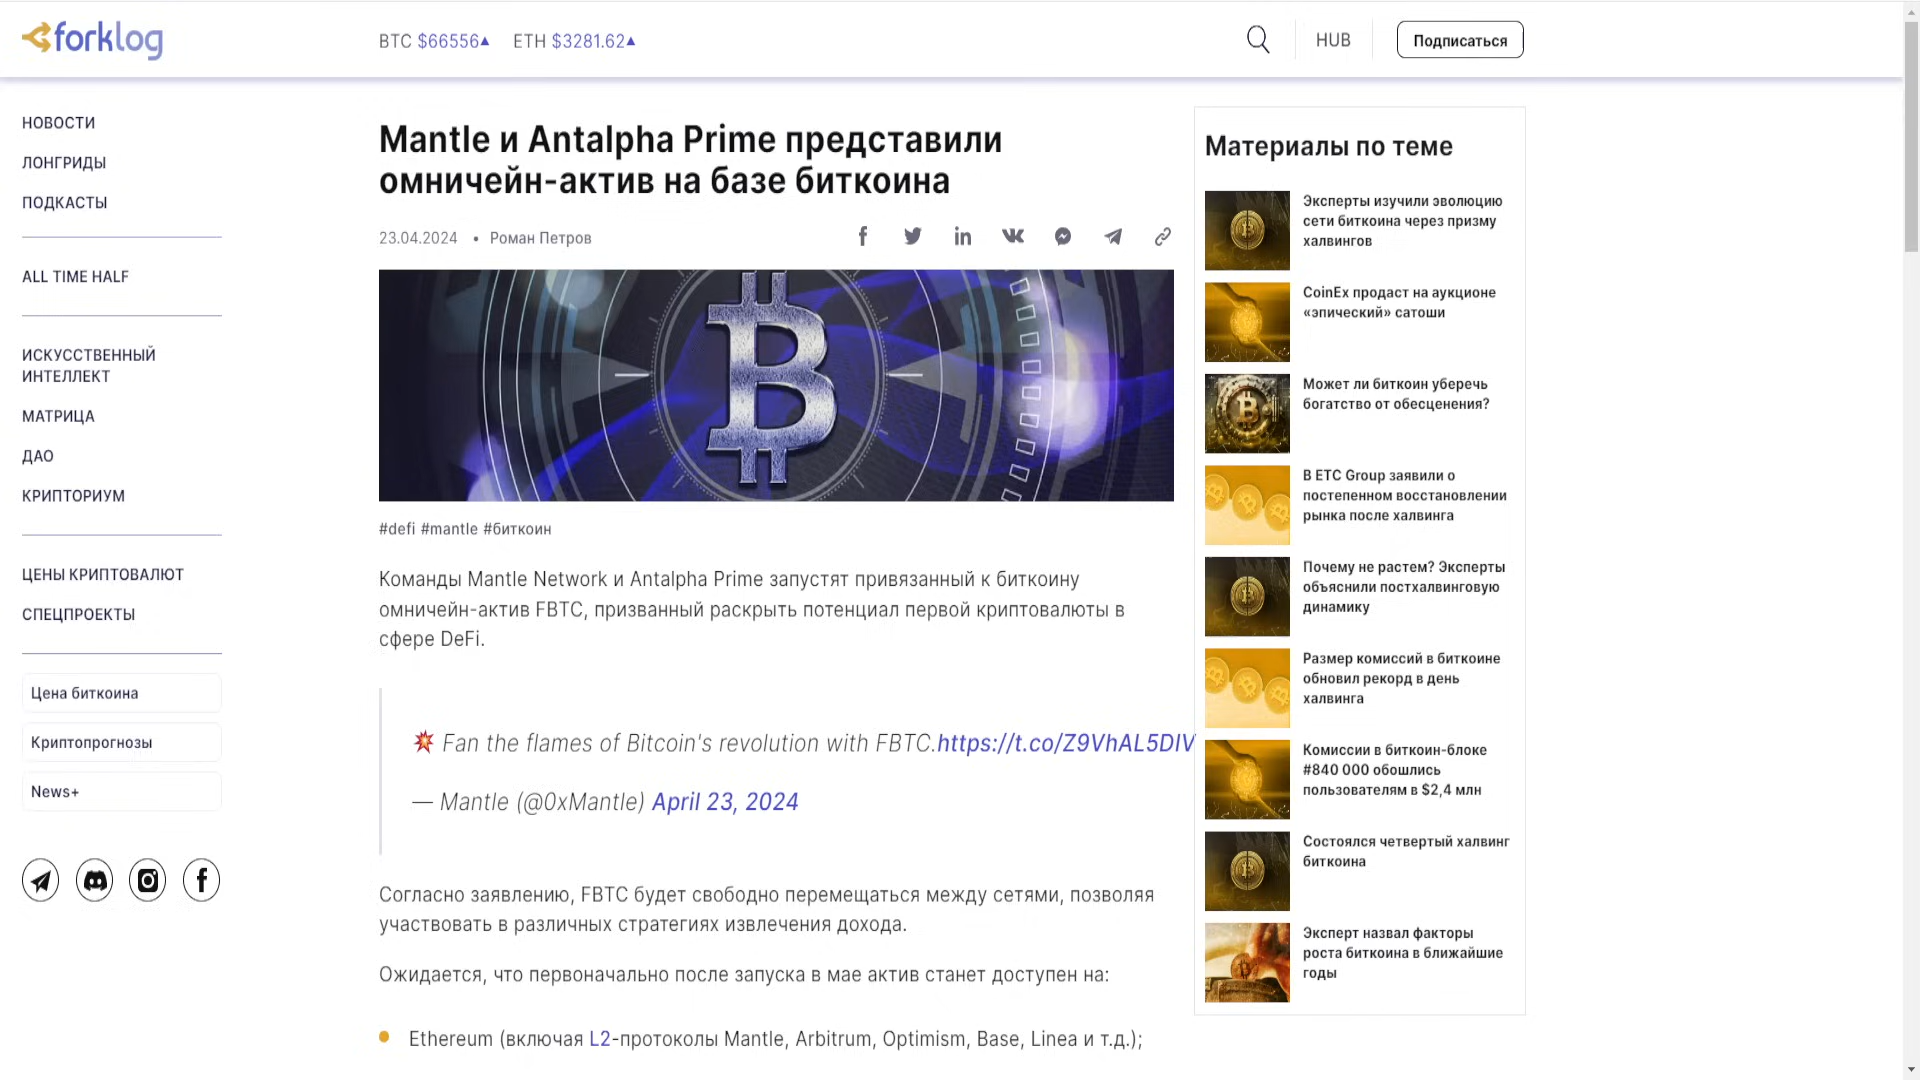 forklog
BTC $66556▲ ETH $3281.62▲
HUB
Подписаться
НОВОСТИ
ЛОНГРИДЫ
ПОДКАСТЫ
ALL TIME HALF
ИСКУССТВЕННЫЙ
ИНТЕЛЛЕКТ
МАТРИЦА
ДАО
КРИПТОРИУМ
ЦЕНЫ КРИПТОВАЛЮТ
СПЕЦПРОЕКТЫ
Цена биткоина
Криптопрогнозы
News+
Mantle и Antalpha Prime представили
омничейн-актив на базе биткоина
23.04.2024 • Роман Петров
#defi #mantle #биткоин
Команды Mantle Network и Antalpha Prime запустят привязанный к биткоину
омничейн-актив FBTC, призванный раскрыть потенциал первой криптовалюты в
сфере DeFi.
💥 Fan the flames of Bitcoin's revolution with FBTC.https://t.co/Z9VhAL5DIV
— Mantle (@0xMantle) April 23, 2024
Согласно заявлению, FBTC будет свободно перемещаться между сетями, позволяя
участвовать в различных стратегиях извлечения дохода.
Ожидается, что первоначально после запуска в мае актив станет доступен на:
Ethereum (включая L2-протоколы Mantle, Arbitrum, Optimism, Base, Linea и т.д.);
Материалы по теме
Эксперты изучили эволюцию
сети биткоина через призму
халвингов
CoinEx продаст на аукционе
«эпический» сатоши
Может ли биткоин уберечь
богатство от обесценения?
В ETC Group заявили о
постепенном восстановлении
рынка после халвинга
Почему не растем? Эксперты
объяснили постхалвинговую
динамику
Размер комиссий в биткоине
обновил рекорд в день
халвинга
Комиссии в биткоин-блоке
#840 000 обошлись
пользователям в $2,4 млн
Состоялся четвертый халвинг
биткоина
Эксперт назвал факторы
роста биткоина в ближайшие
годы